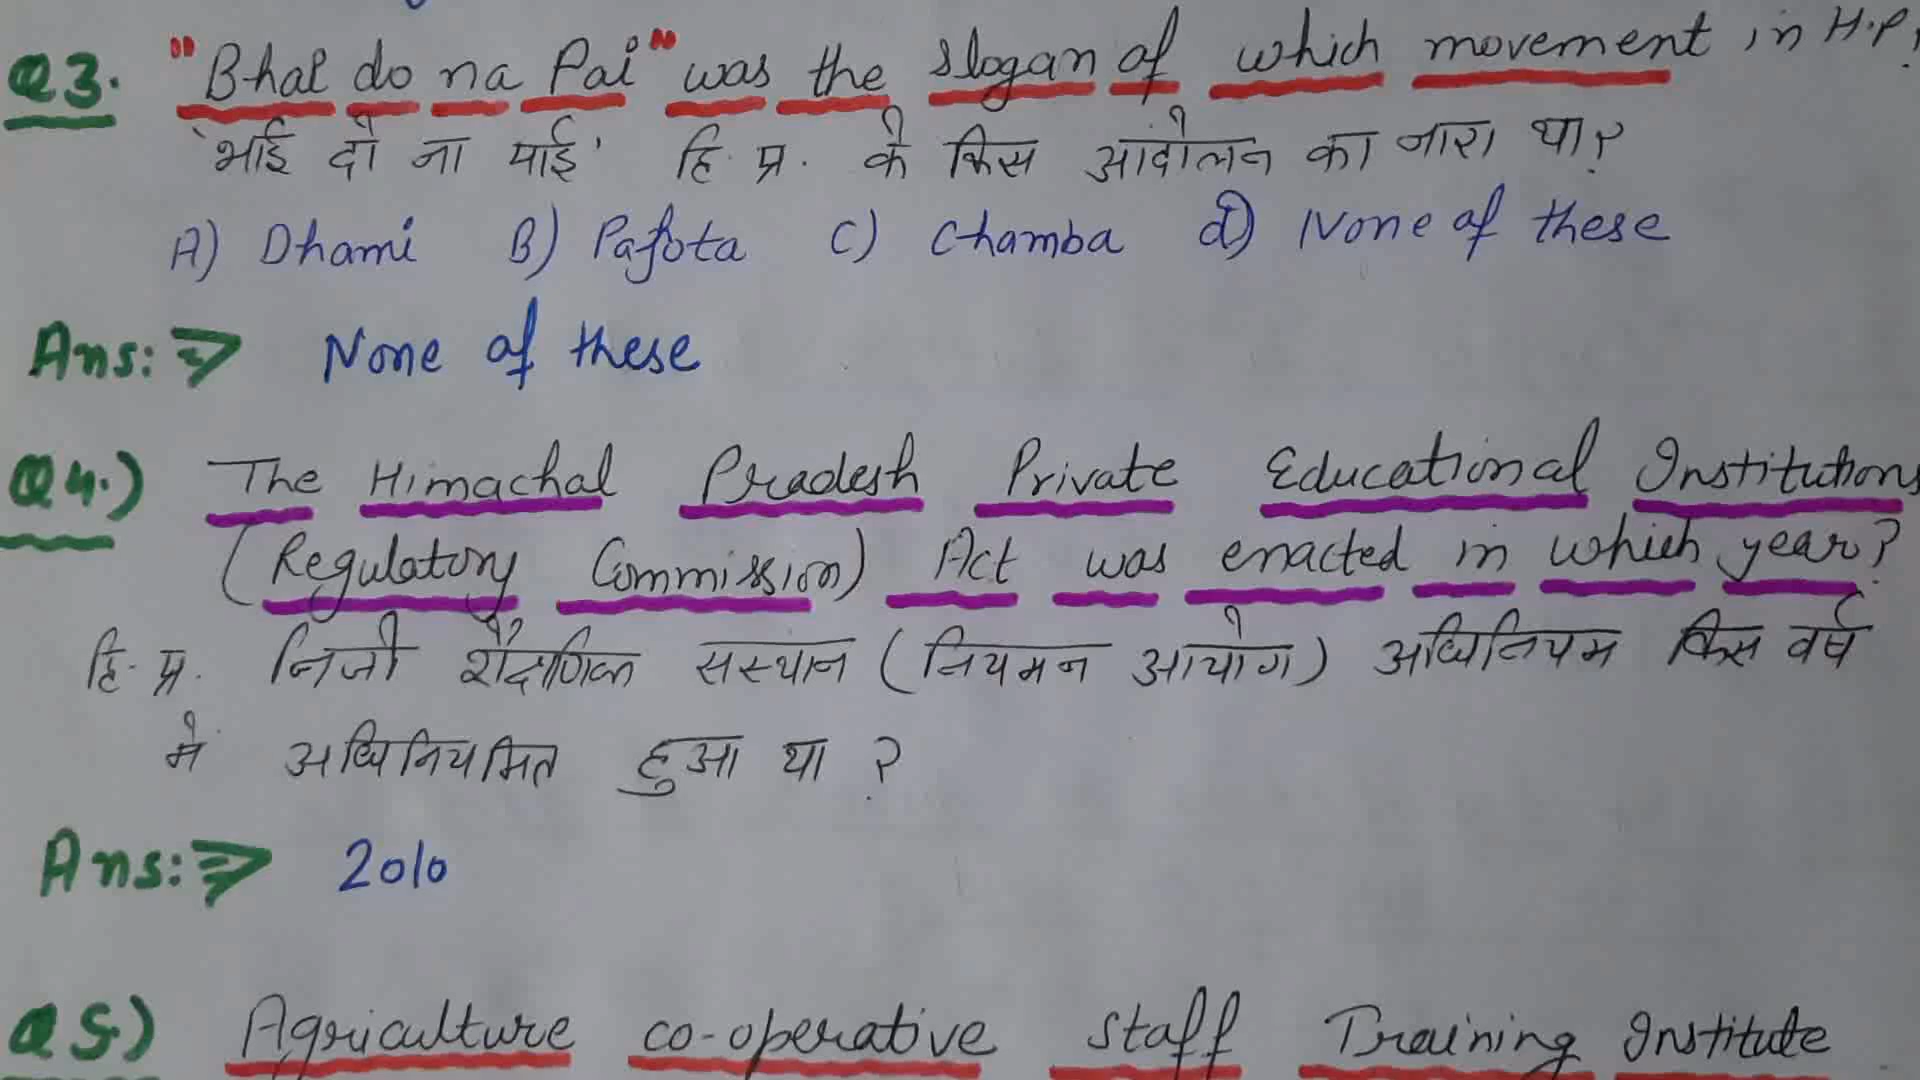 Q3. "Bhai do na Pai" was the slogan of which movement in H.P?
'भाई दो ना पाई' हि. प्र. के किस आंदोलन का नारा था?
A) Dhami B) Pajota C) Chamba d) None of these
Ans: ⇒ None of these
Q4.) The Himachal Pradesh Private Educational Institutions
(Regulatory Commission) Act was enacted in which year?
हि. प्र. निजी शैक्षणिक संस्थान (नियमन आयोग) अधिनियम किस वर्ष
मे अधिनियमित हुआ था ?
Ans: ⇒ 2010
Q5.) Agriculture co-operative Staff Training Institute